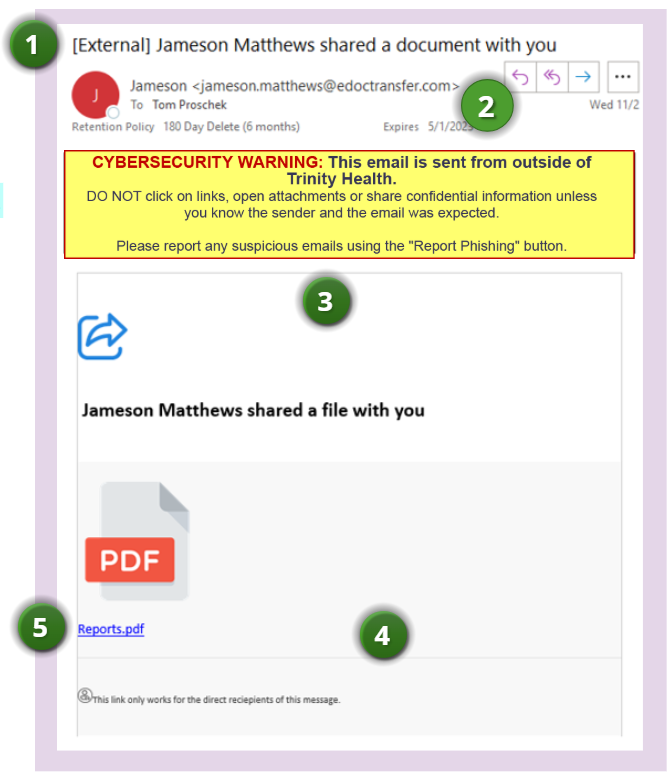 1
[External] Jameson Matthews shared a document with you
J
Jameson <jameson.matthews@edoctransfer.com>
2
To Tom Proschek
Wed 11/2
Retention Policy 180 Day Delete (6 months)
Expires 5/1/2023
CYBERSECURITY WARNING: This email is sent from outside of
Trinity Health.
DO NOT click on links, open attachments or share confidential information unless
you know the sender and the email was expected.
Please report any suspicious emails using the "Report Phishing" button.
3
Jameson Matthews shared a file with you
PDF
5
Reports.pdf
4
This link only works for the direct reciepients of this message.